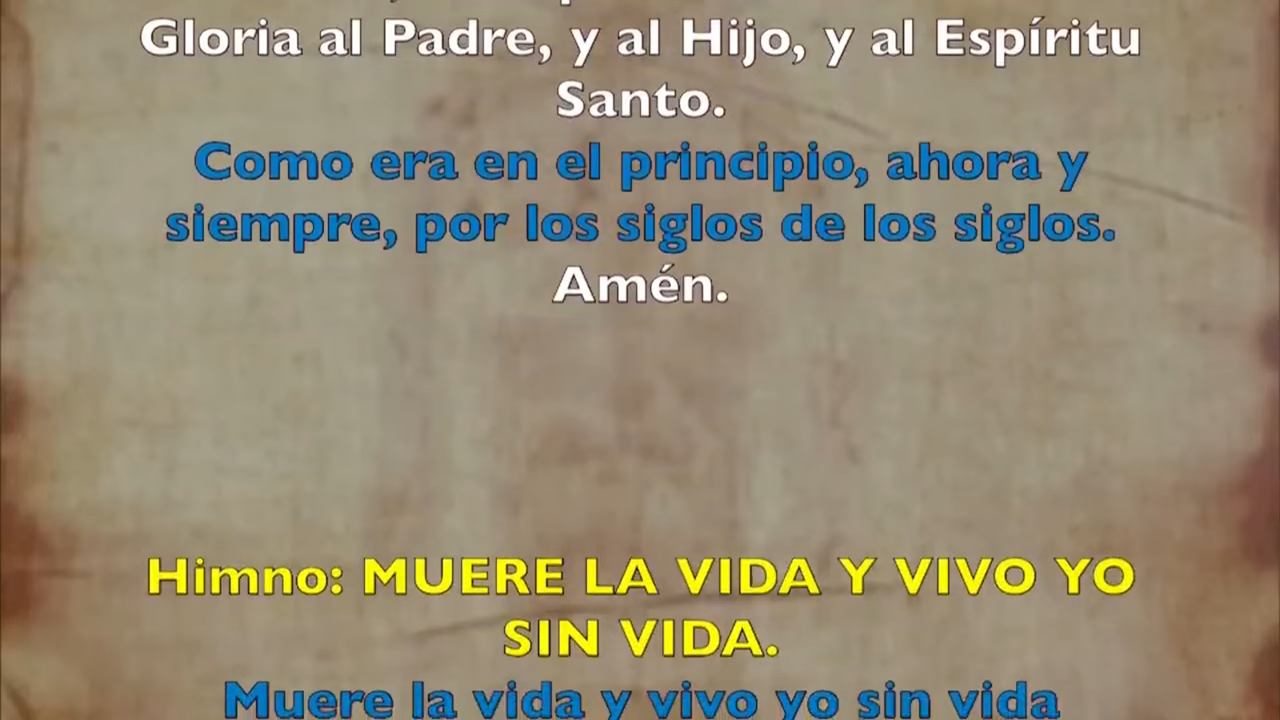 Gloria al Padre, y al Hijo, y al Espíritu
Santo.
Como era en el principio, ahora y
siempre, por los siglos de los siglos.
Amén.
Himno: MUERE LA VIDA Y VIVO YO
SIN VIDA.
Muere la vida y vivo yo sin vida